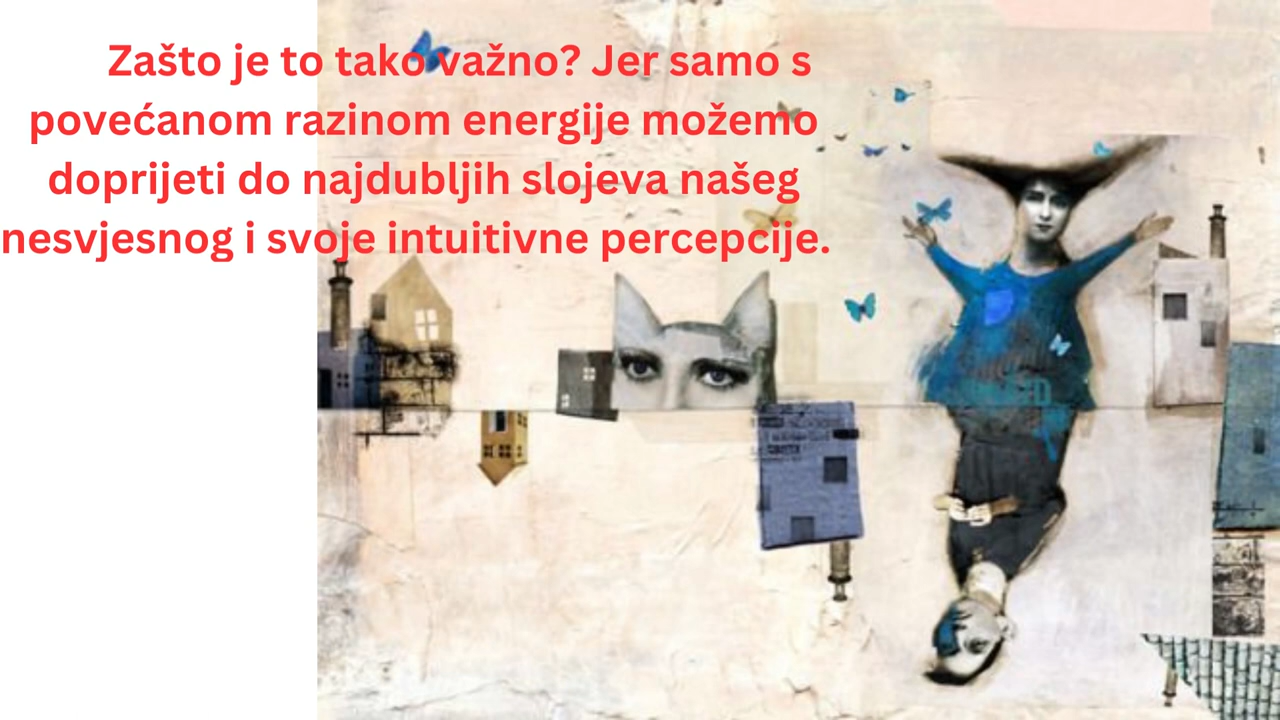 Zašto je to tako važno? Jer samo s
povećanom razinom energije možemo
doprijeti do najdubljih slojeva našeg
nesvjesnog i svoje intuitivne percepcije.